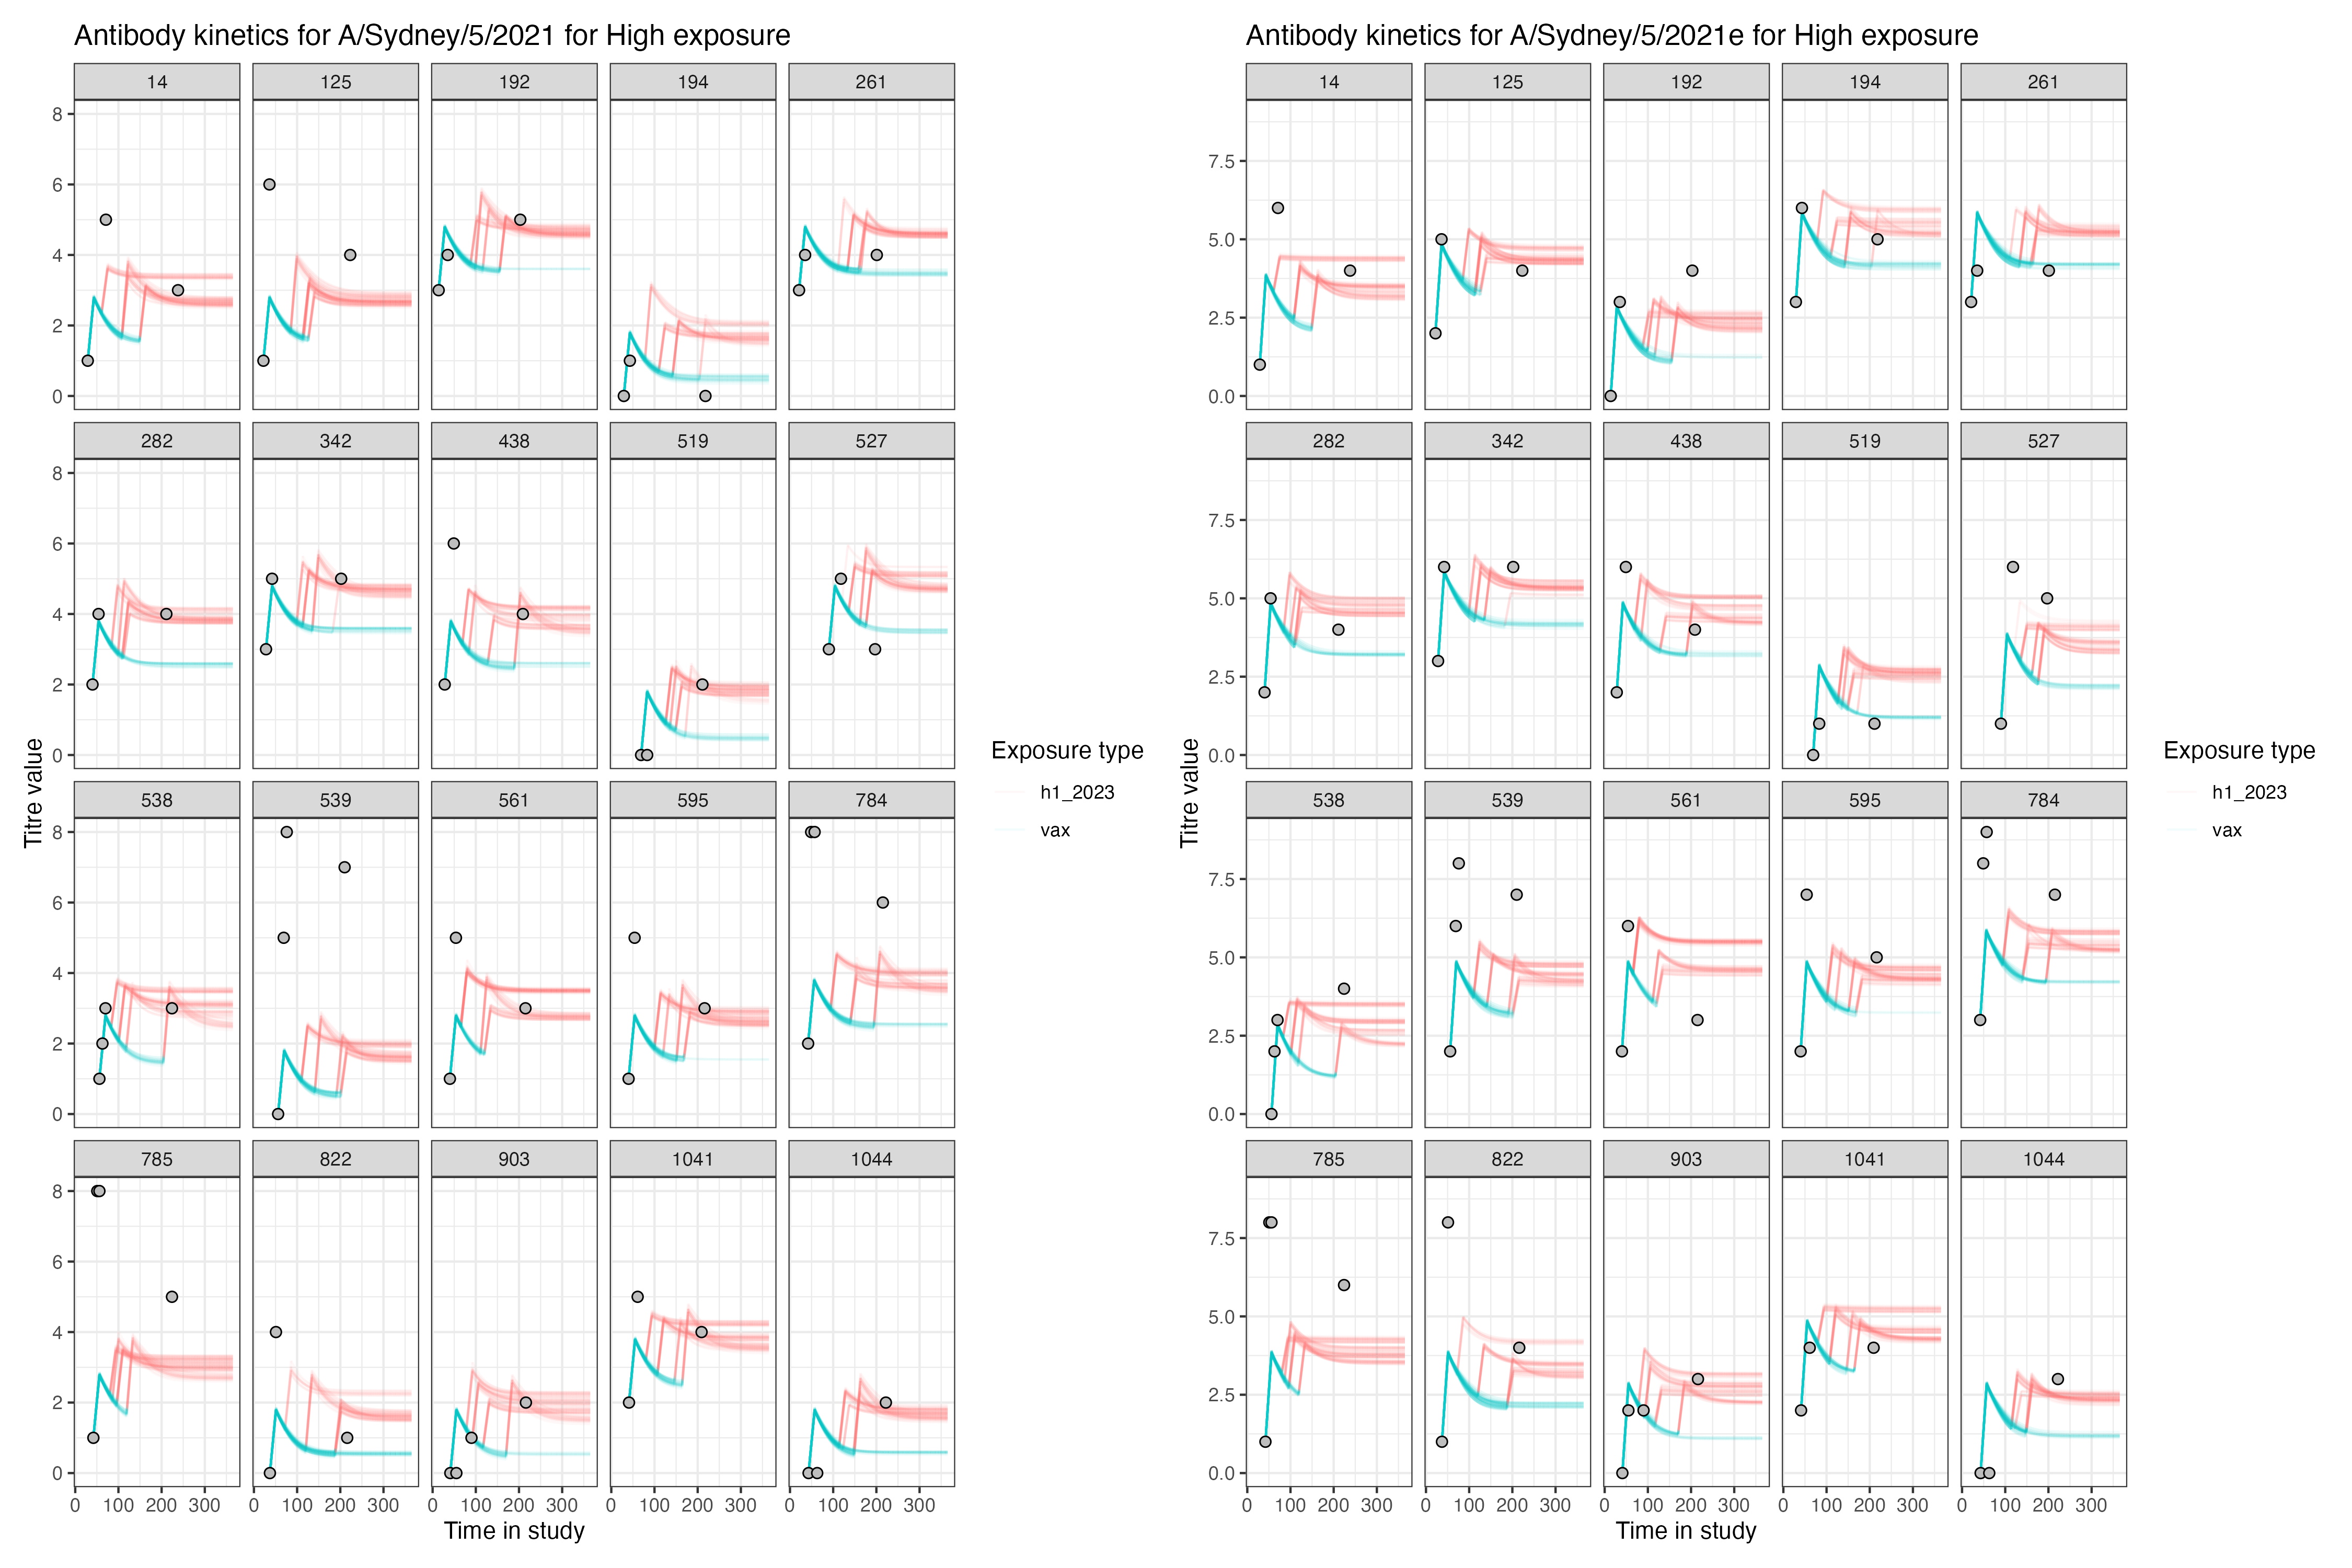 Antibody kinetics for A/Sydney/5/2021 for High exposure
14 125 192 194 261
8
6
4
2
0
282 342 438 519 527
8
6
4
2
0
538 539 561 595 784
8
6
4
2
0
785 822 903 1041 1044
8
6
4
2
0
0 100 200 300 0 100 200 300 0 100 200 300 0 100 200 300 0 100 200 300
Time in study
Titre value
Exposure type
h1_2023
vax
Antibody kinetics for A/Sydney/5/2021e for High exposure
14 125 192 194 261
7.5
5.0
2.5
0.0
282 342 438 519 527
7.5
5.0
2.5
0.0
538 539 561 595 784
7.5
5.0
2.5
0.0
785 822 903 1041 1044
7.5
5.0
2.5
0.0
0 100 200 300 0 100 200 300 0 100 200 300 0 100 200 300 0 100 200 300
Time in study
Titre value
Exposure type
h1_2023
vax